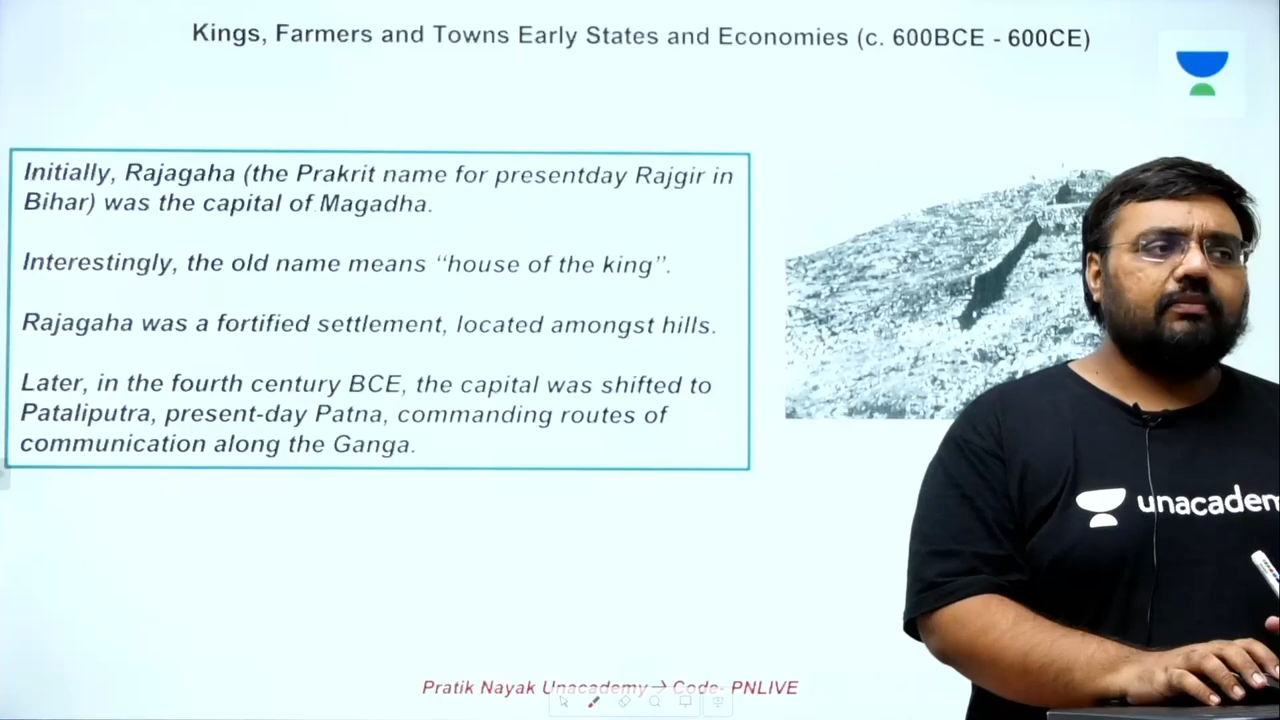 Kings, Farmers and Towns Early States and Economies (c. 600BCE - 600CE)
Initially, Rajagaha (the Prakrit name for presentday Rajgir in
Bihar) was the capital of Magadha.
Interestingly, the old name means “house of the king”.
Rajagaha was a fortified settlement, located amongst hills.
Later, in the fourth century BCE, the capital was shifted to
Pataliputra, present-day Patna, commanding routes of
communication along the Ganga.
unacadem
Pratik Nayak Unacademy → Code- PNLIVE